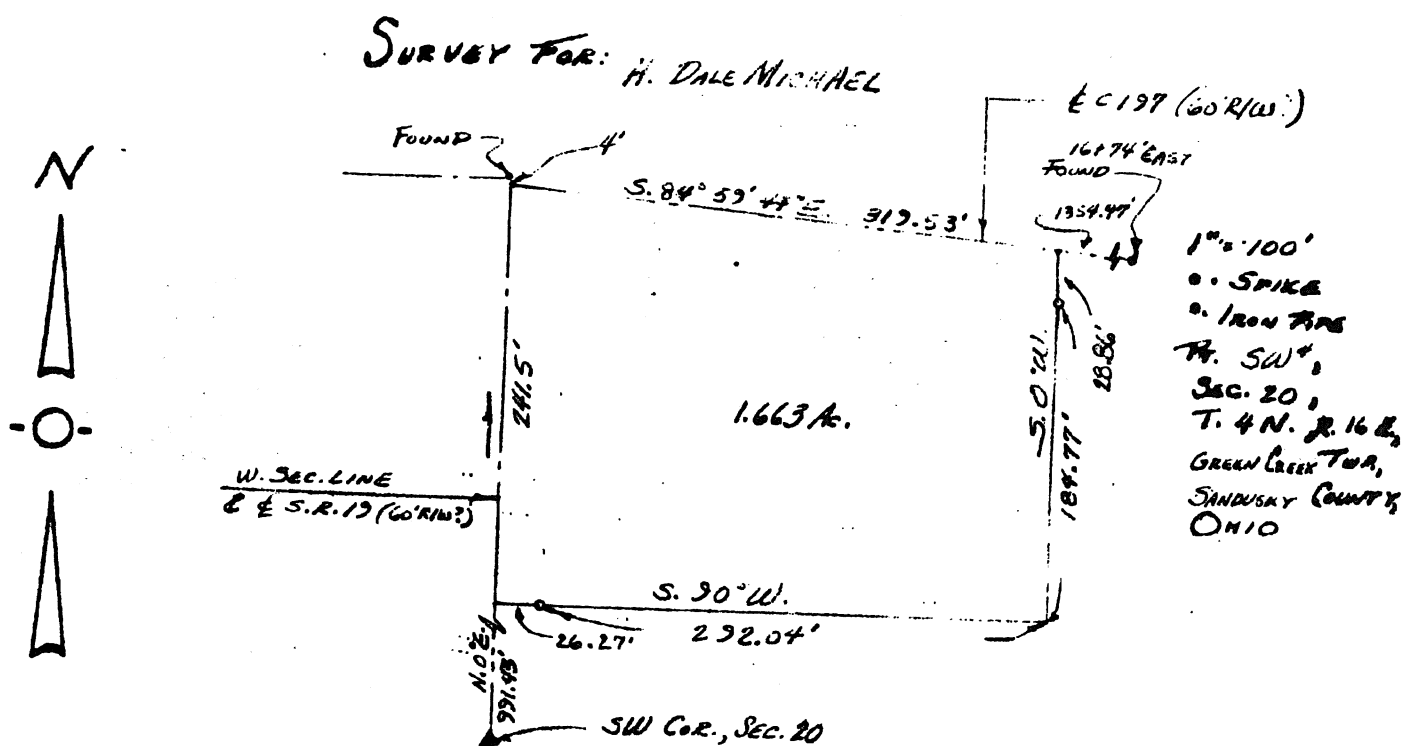 SURVEY FOR:
H. DALE MICHAEL
N
FOUND
4'
℄ C 197 (60' R/W.)
16+74' EAST
FOUND
1354.47'
S. 84° 59' 44" E. 319.53'
1" = 100'
• SPIKE
o. IRON PIPE
PT. SW 4,
SEC. 20,
T. 4 N. R. 16 E.,
GREEN CREEK TWP.,
SANDUSKY COUNTY,
OHIO
241.5'
1.663 Ac.
S. 0° W.
28.86'
184.77'
W. SEC. LINE
& ℄ S.R. 19 (60' R/W?)
S. 90° W.
26.27'
292.04'
N. 0° E.
991.43'
SW COR., SEC. 20